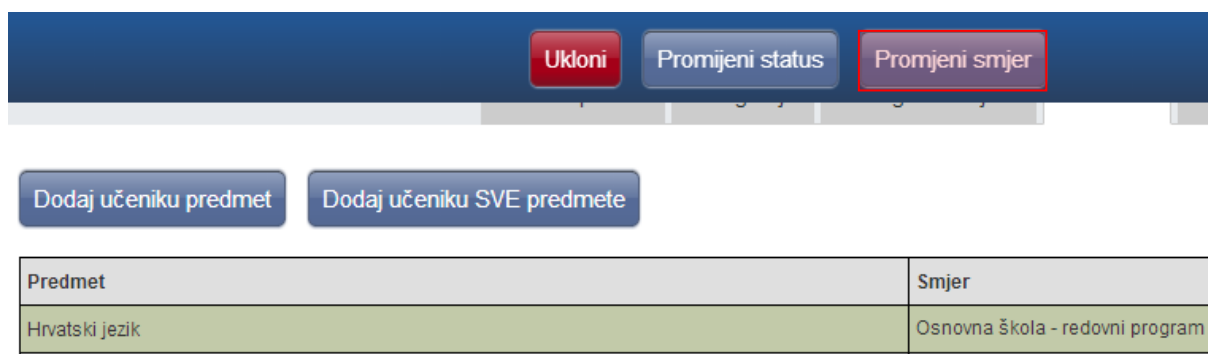 Ukloni Promijeni status Promjeni smjer
Dodaj učeniku predmet Dodaj učeniku SVE predmete
Predmet Smjer
Hrvatski jezik Osnovna škola - redovni program